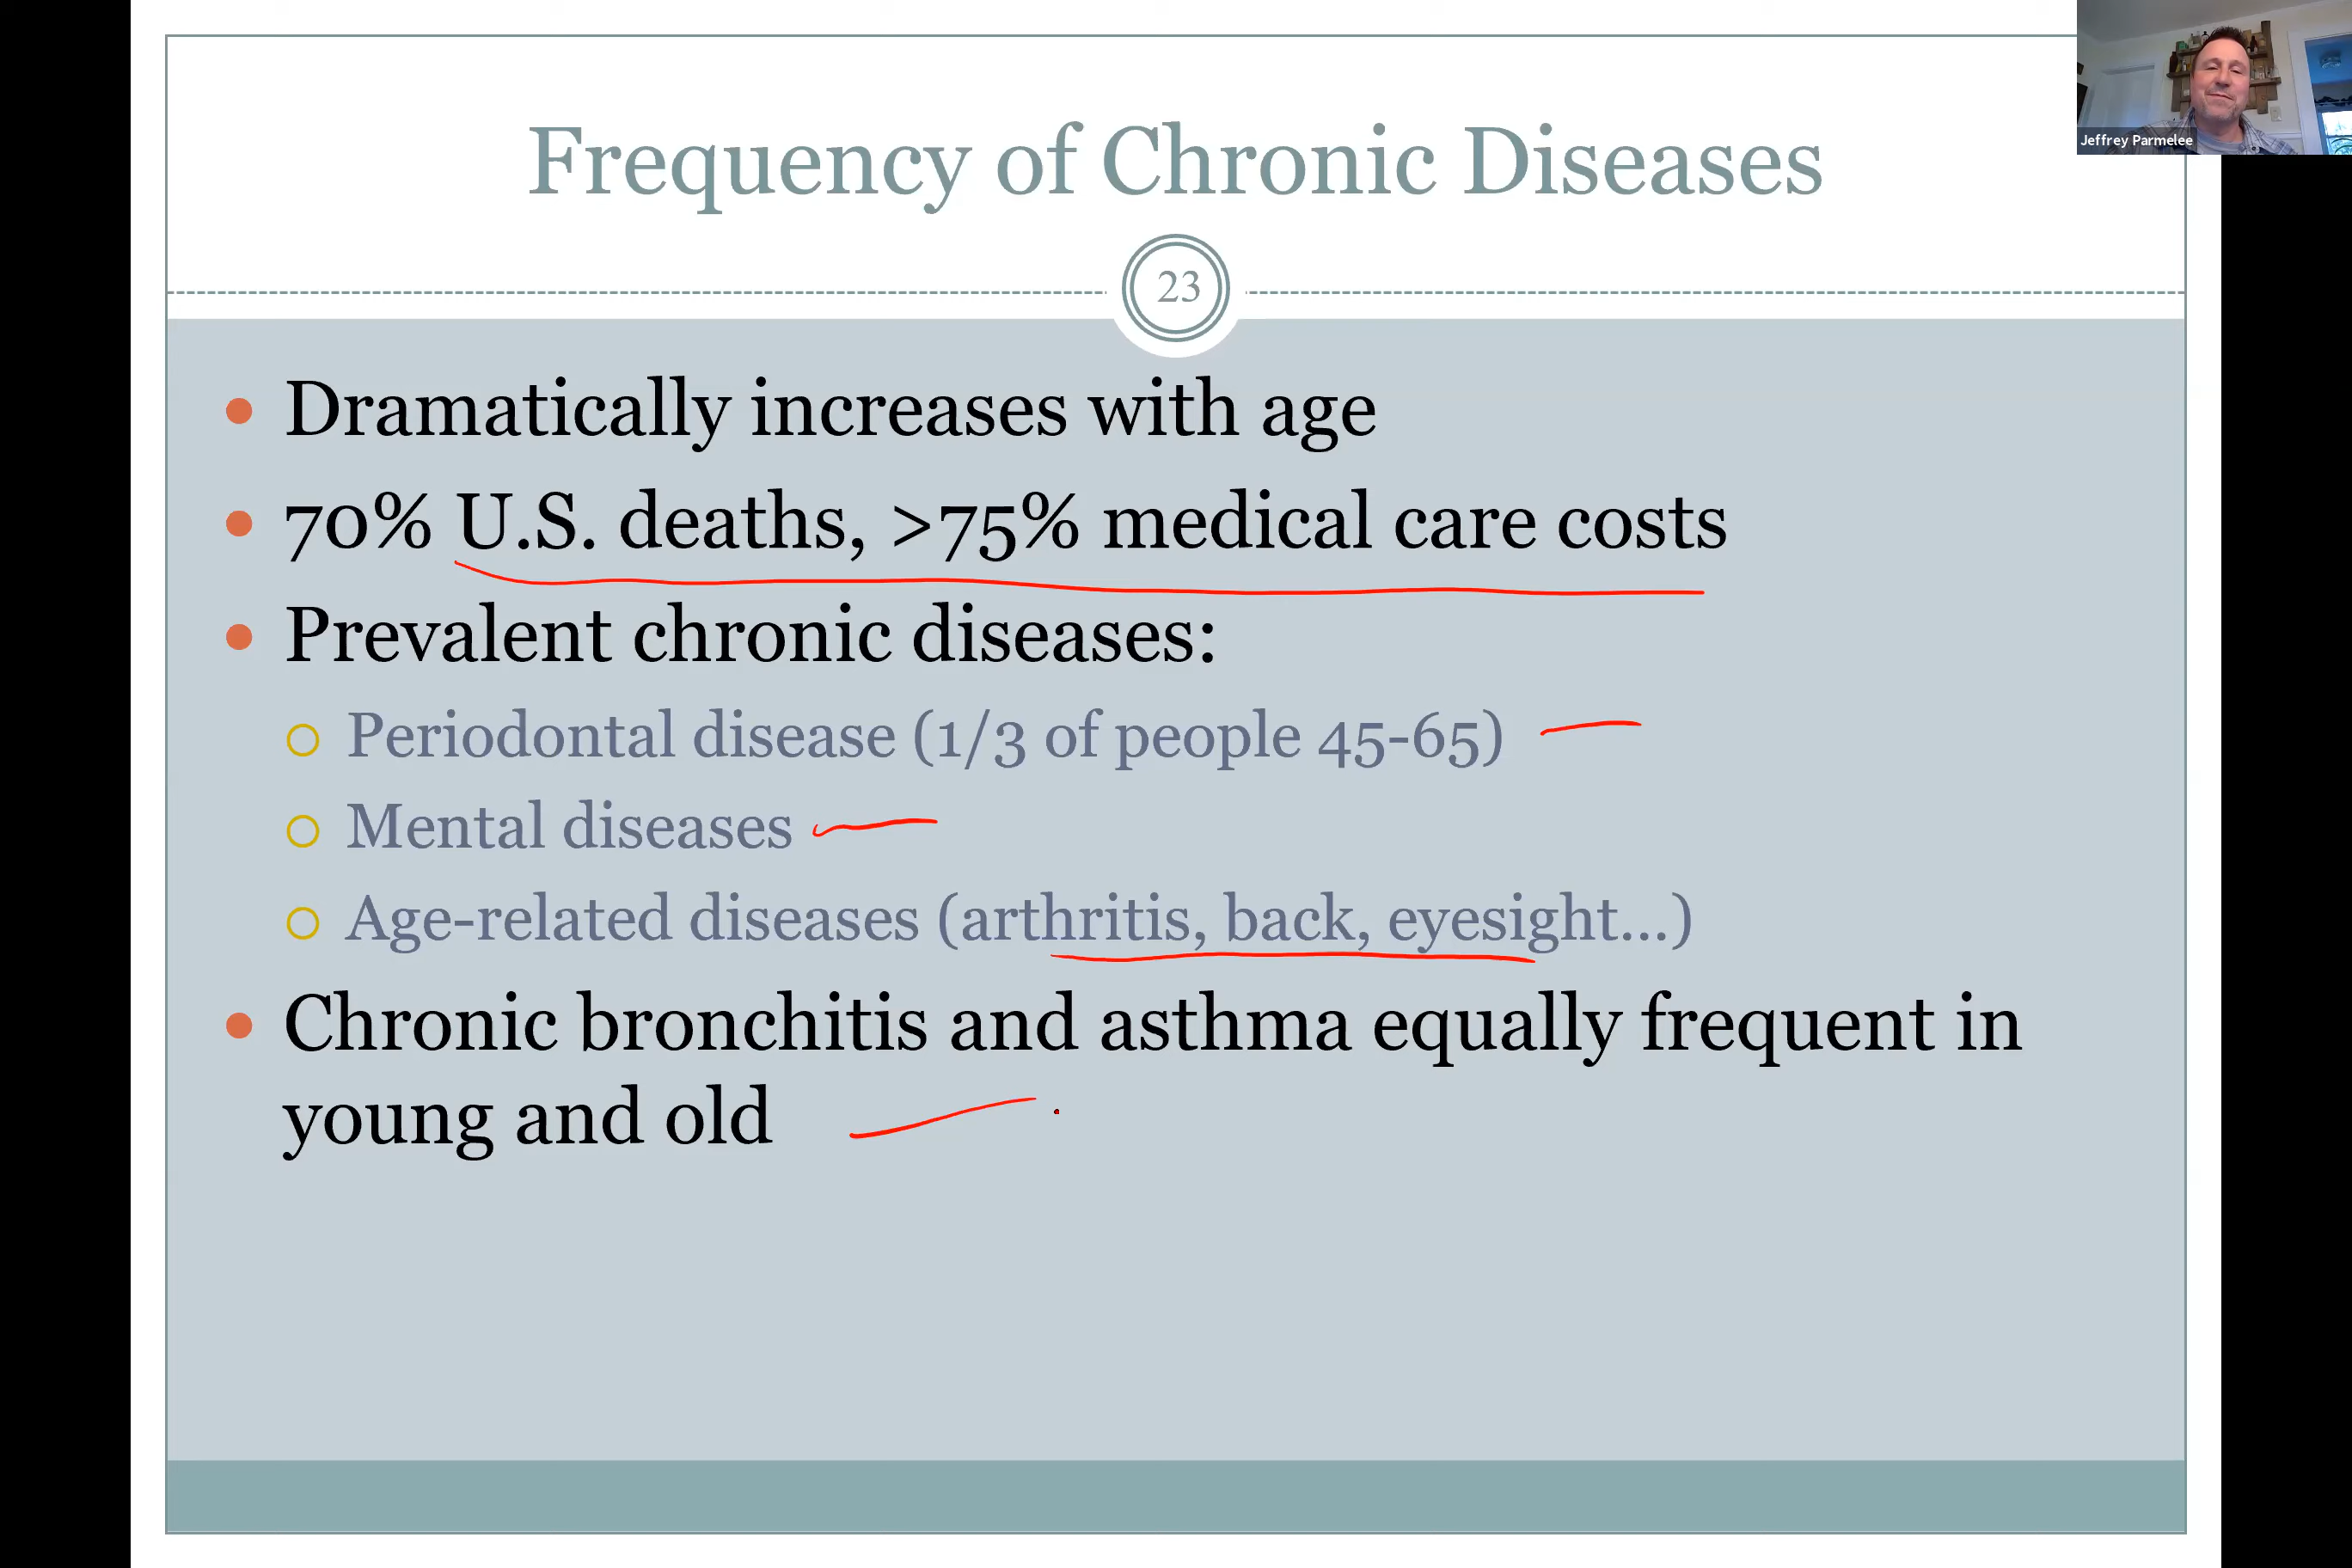 Jeffrey Parmelee
Frequency of Chronic Diseases
23
Dramatically increases with age
70% U.S. deaths, >75% medical care costs
Prevalent chronic diseases:
Periodontal disease (1/3 of people 45-65)
Mental diseases
Age-related diseases (arthritis, back, eyesight...)
Chronic bronchitis and asthma equally frequent in
young and old